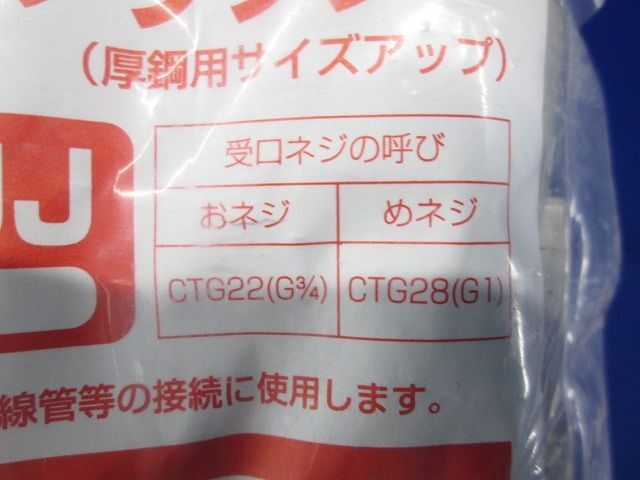 (厚鋼用サイズアップ)
UJ
受口ネジの呼び
おネジ めネジ
CTG22(G¾) CTG28(G1)
線管等の接続に使用します。